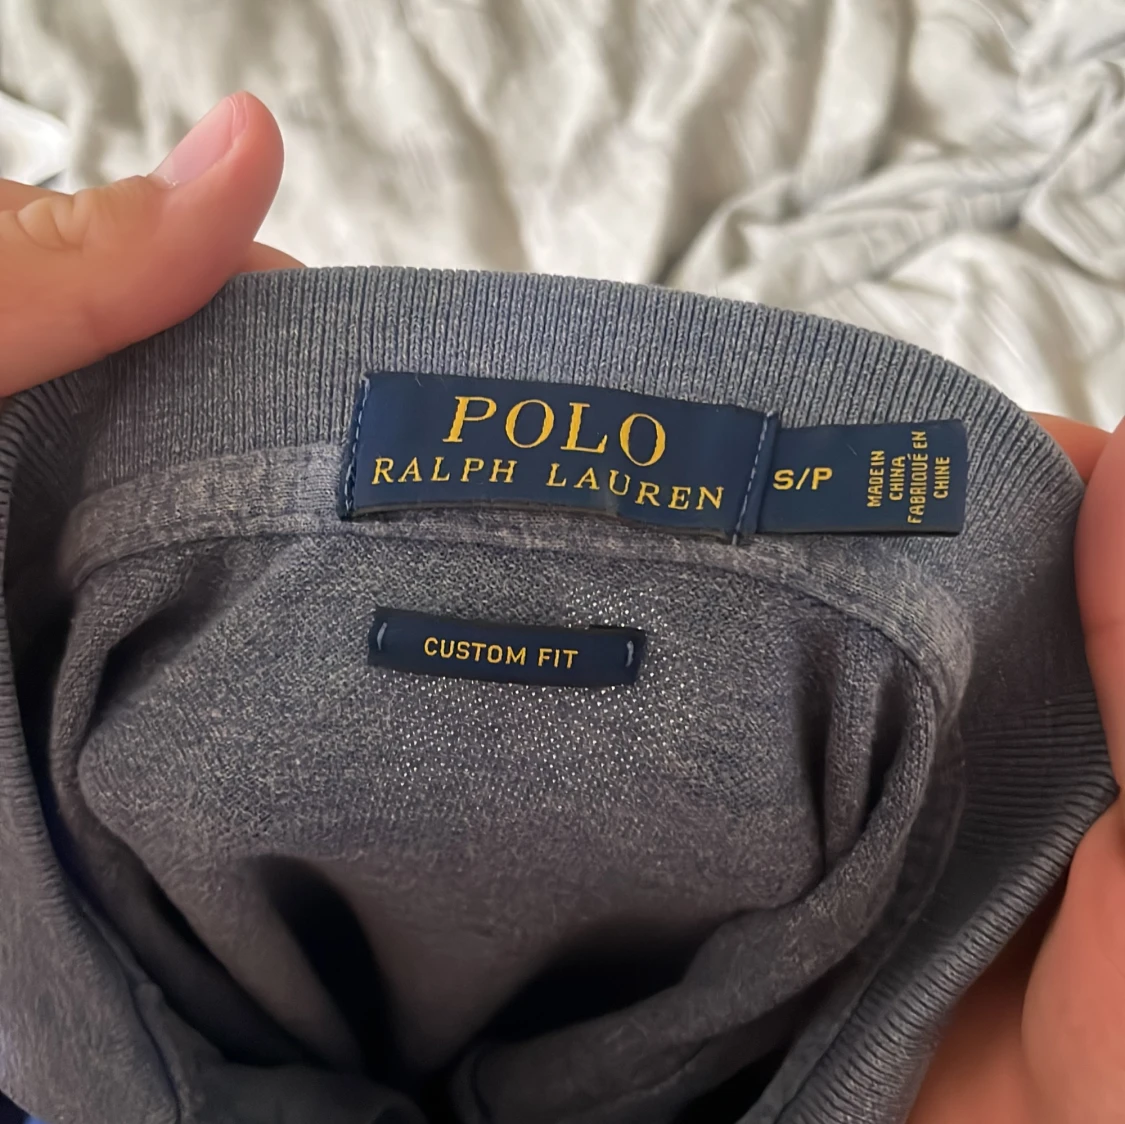 POLO
RALPH LAUREN
S/P
MADE IN
CHINA
FABRIQUÉ EN
CHINE
CUSTOM FIT